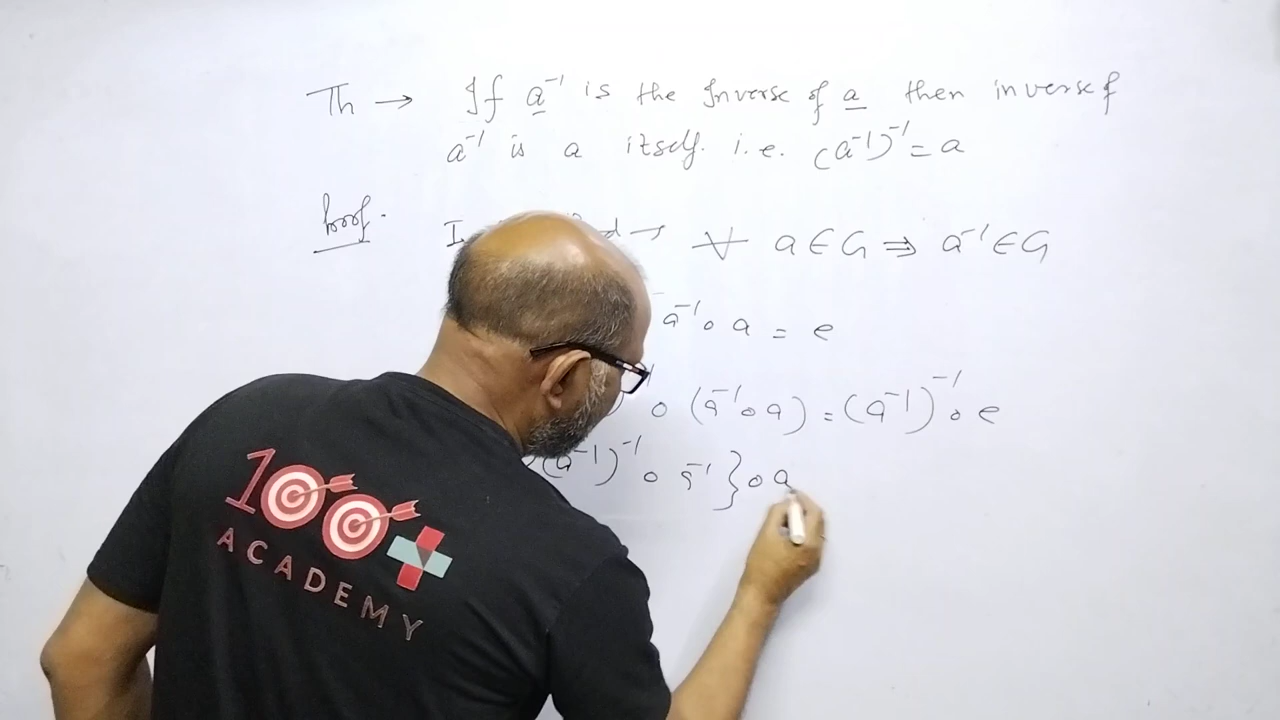 Th → If a⁻¹ is the Inverse of a then inverse of
a⁻¹ is a itself. i.e. (a⁻¹)⁻¹ = a
Proof. ∀ a ∈ G ⇒ a⁻¹ ∈ G
a⁻¹ ∘ a = e
∘ (a⁻¹ ∘ a) = (a⁻¹)⁻¹ ∘ e
(a⁻¹)⁻¹ ∘ a⁻¹ } ∘ a
100+
ACADEMY